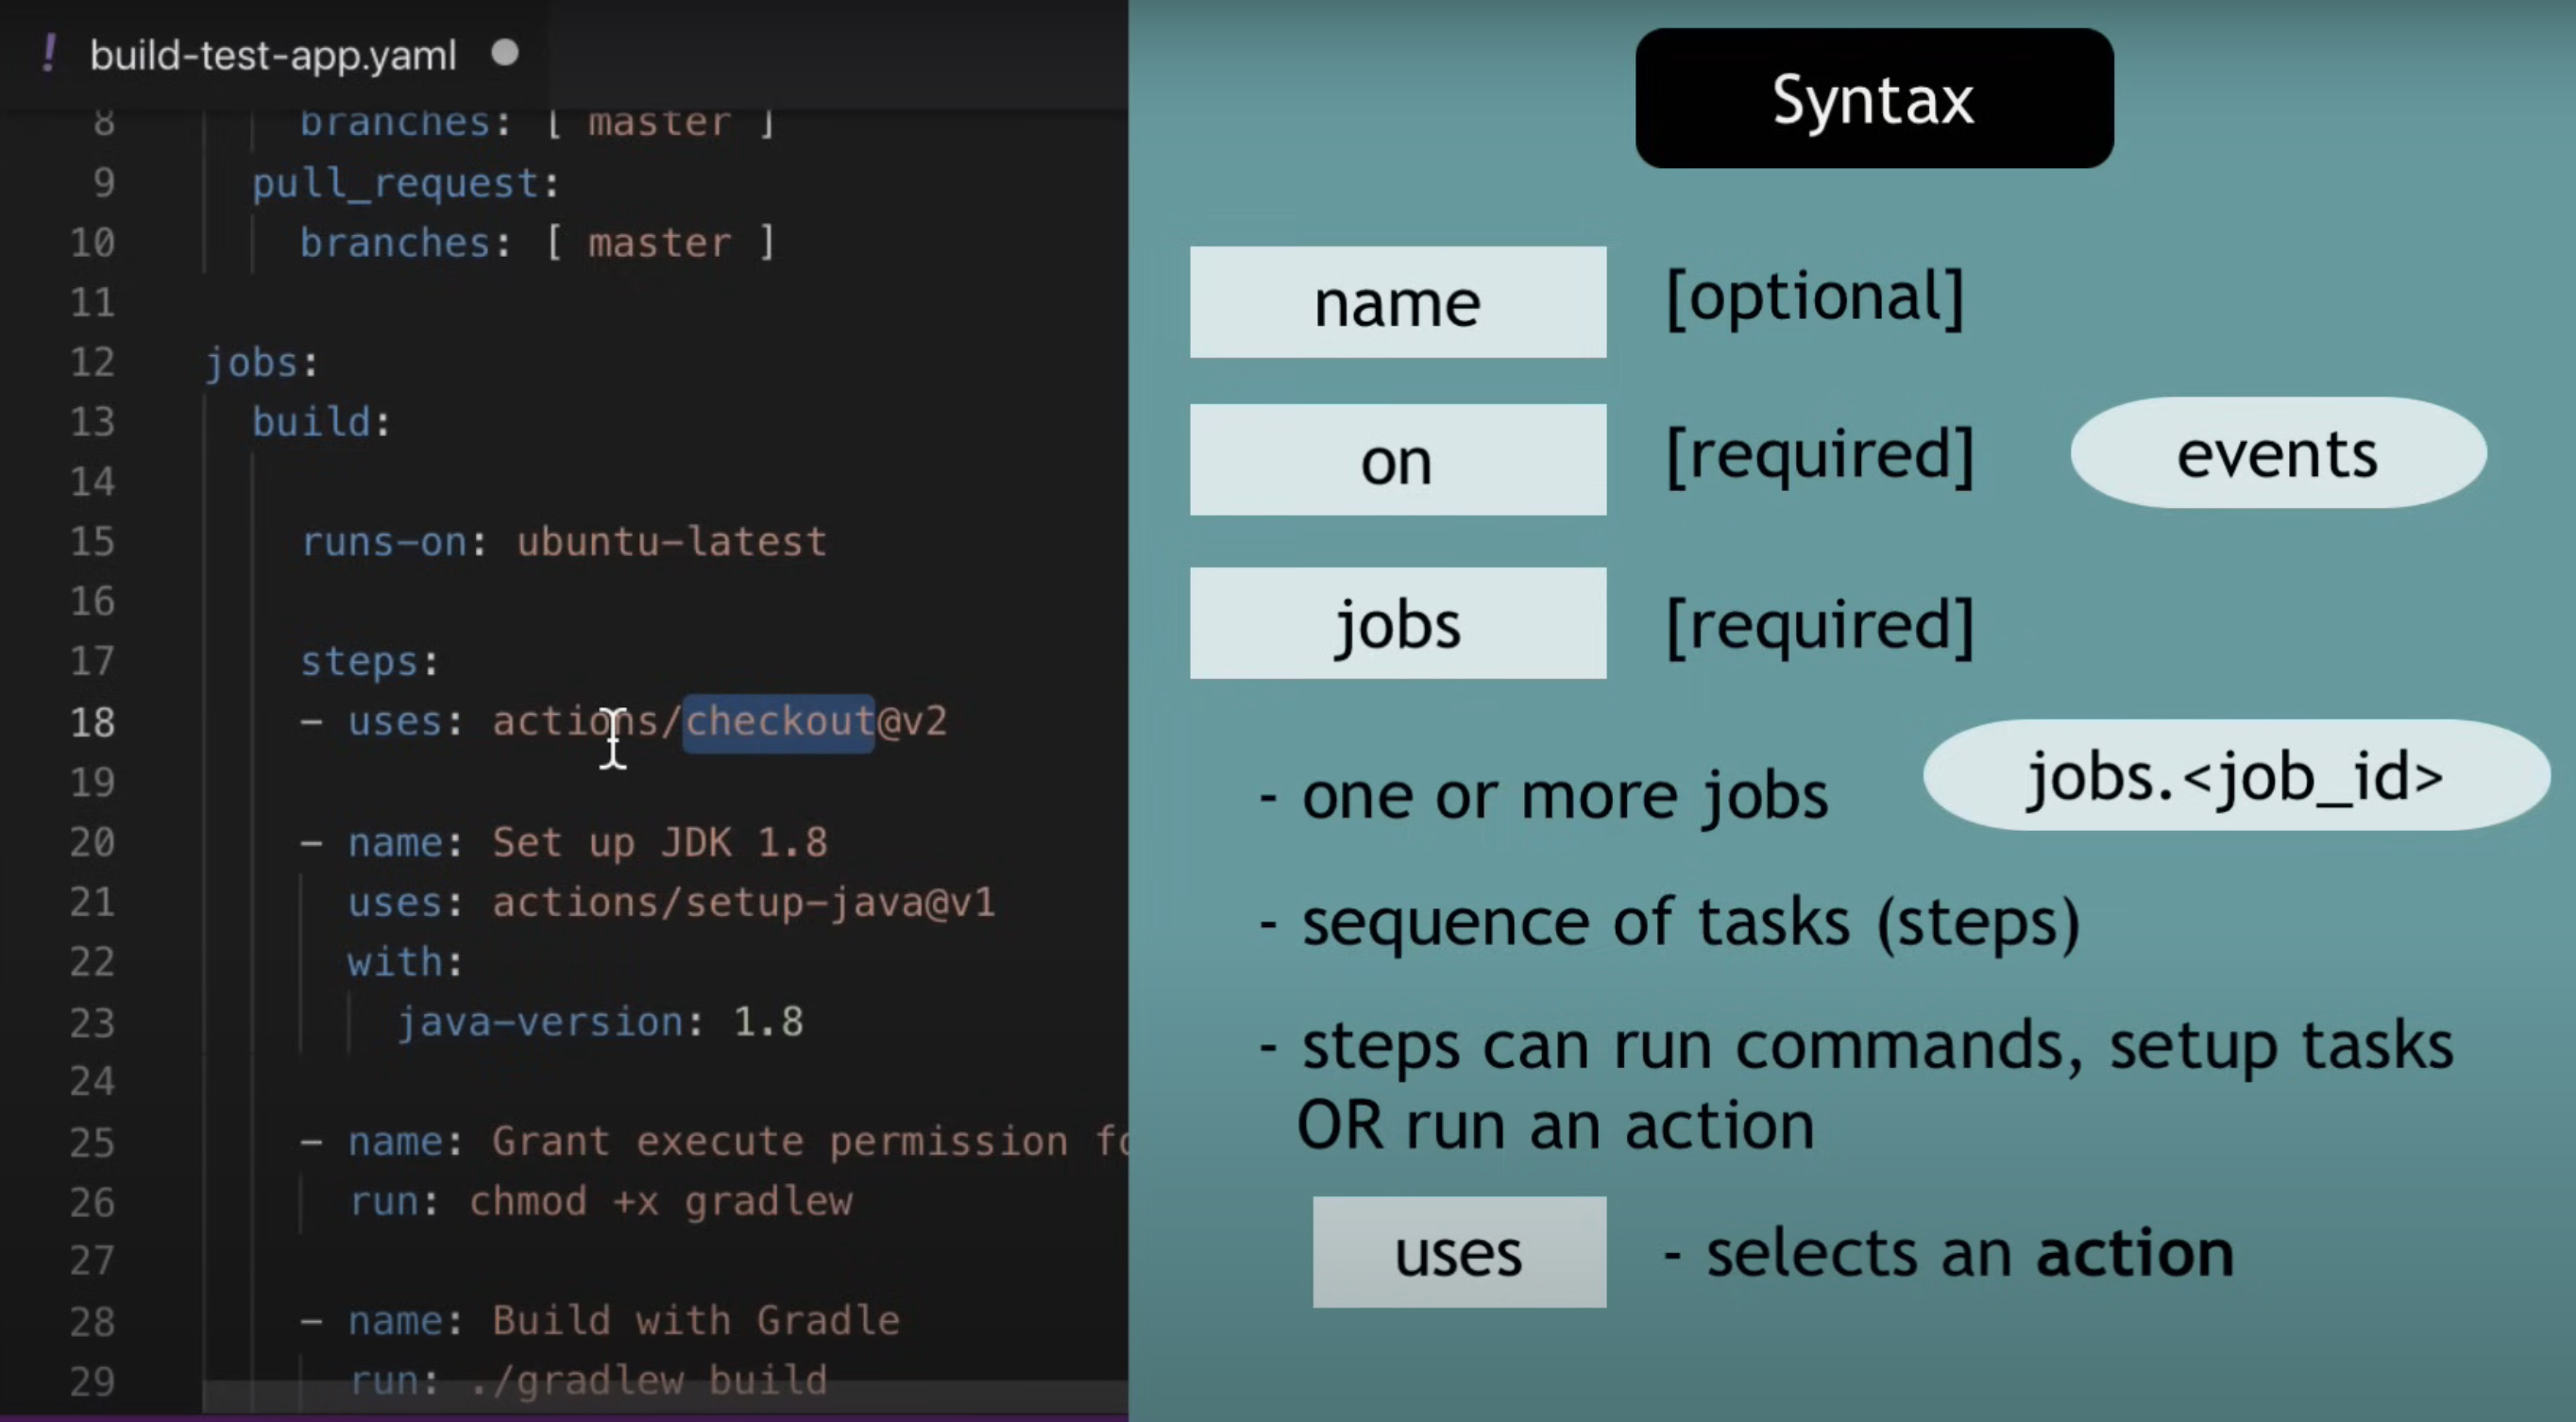 ! build-test-app.yaml
8 branches: [ master ]
9 pull_request:
10 branches: [ master ]
11
12 jobs:
13 build:
14
15 runs-on: ubuntu-latest
16
17 steps:
18 - uses: actions/checkout@v2
19
20 - name: Set up JDK 1.8
21 uses: actions/setup-java@v1
22 with:
23 java-version: 1.8
24
25 - name: Grant execute permission fo
26 run: chmod +x gradlew
27
28 - name: Build with Gradle
29 run: ./gradlew build
Syntax
name [optional]
on [required] events
jobs [required]
- one or more jobs jobs.<job_id>
- sequence of tasks (steps)
- steps can run commands, setup tasks
OR run an action
uses - selects an action